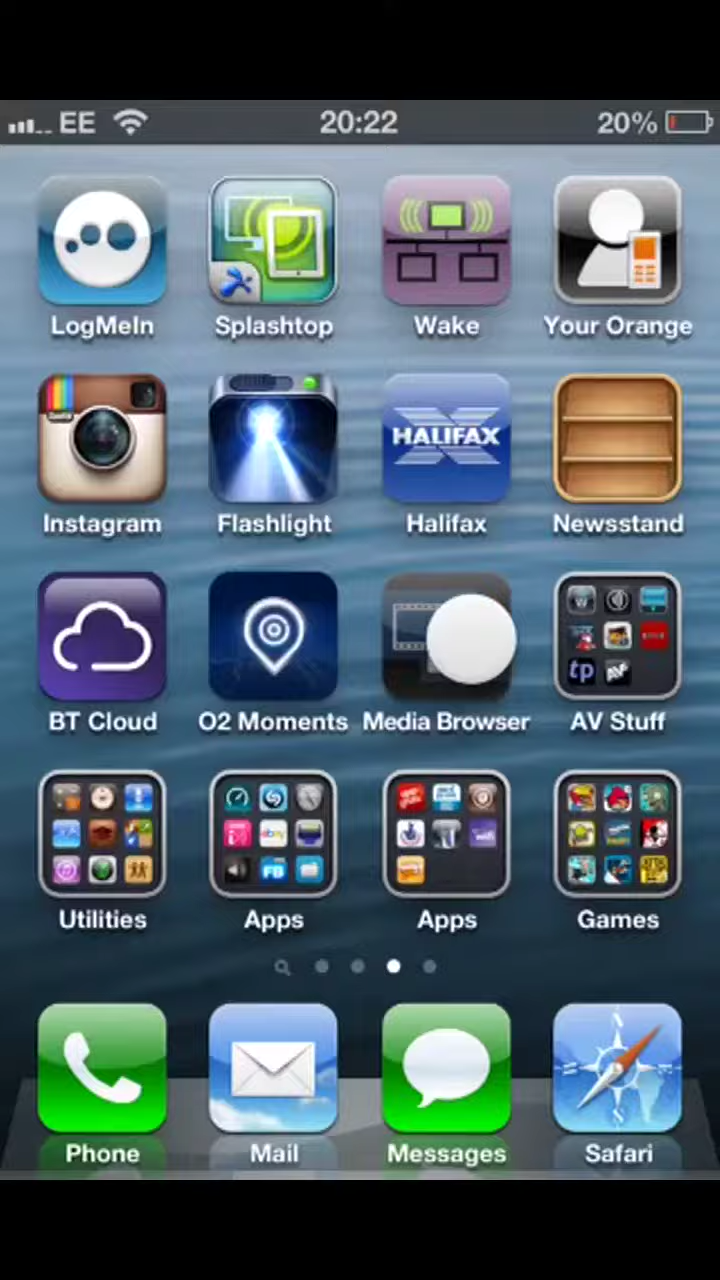 EE 20:22 20%
LogMeIn Splashtop Wake Your Orange
HALIFAX
Instagram Flashlight Halifax Newsstand
BT Cloud O2 Moments Media Browser AV Stuff
tp
Utilities Apps Apps Games
Phone Mail Messages Safari